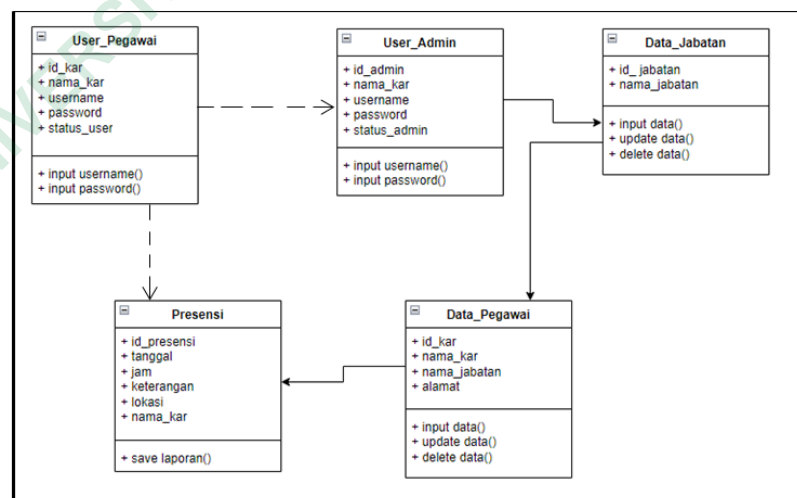 User_Pegawai
+ id_kar
+ nama_kar
+ username
+ password
+ status_user
+ input username()
+ input password()
User_Admin
+ id_admin
+ nama_kar
+ username
+ password
+ status_admin
+ input username()
+ input password()
Data_Jabatan
+ id_ jabatan
+ nama_jabatan
+ input data()
+ update data()
+ delete data()
Presensi
+ id_presensi
+ tanggal
+ jam
+ keterangan
+ lokasi
+ nama_kar
+ save laporan()
Data_Pegawai
+ id_kar
+ nama_kar
+ nama_jabatan
+ alamat
+ input data()
+ update data()
+ delete data()